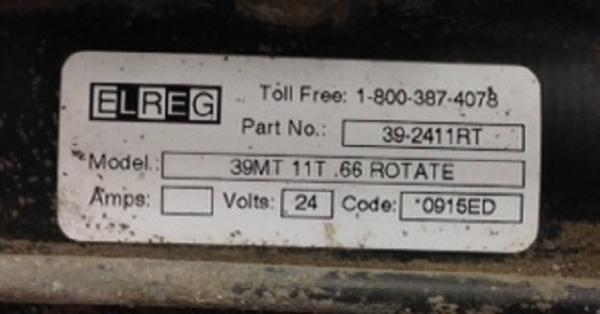 ELREG
Toll Free: 1-800-387-4078
Part No.: 39-2411RT
Model.: 39MT 11T .66 ROTATE
Amps: Volts: 24 Code: 0915ED